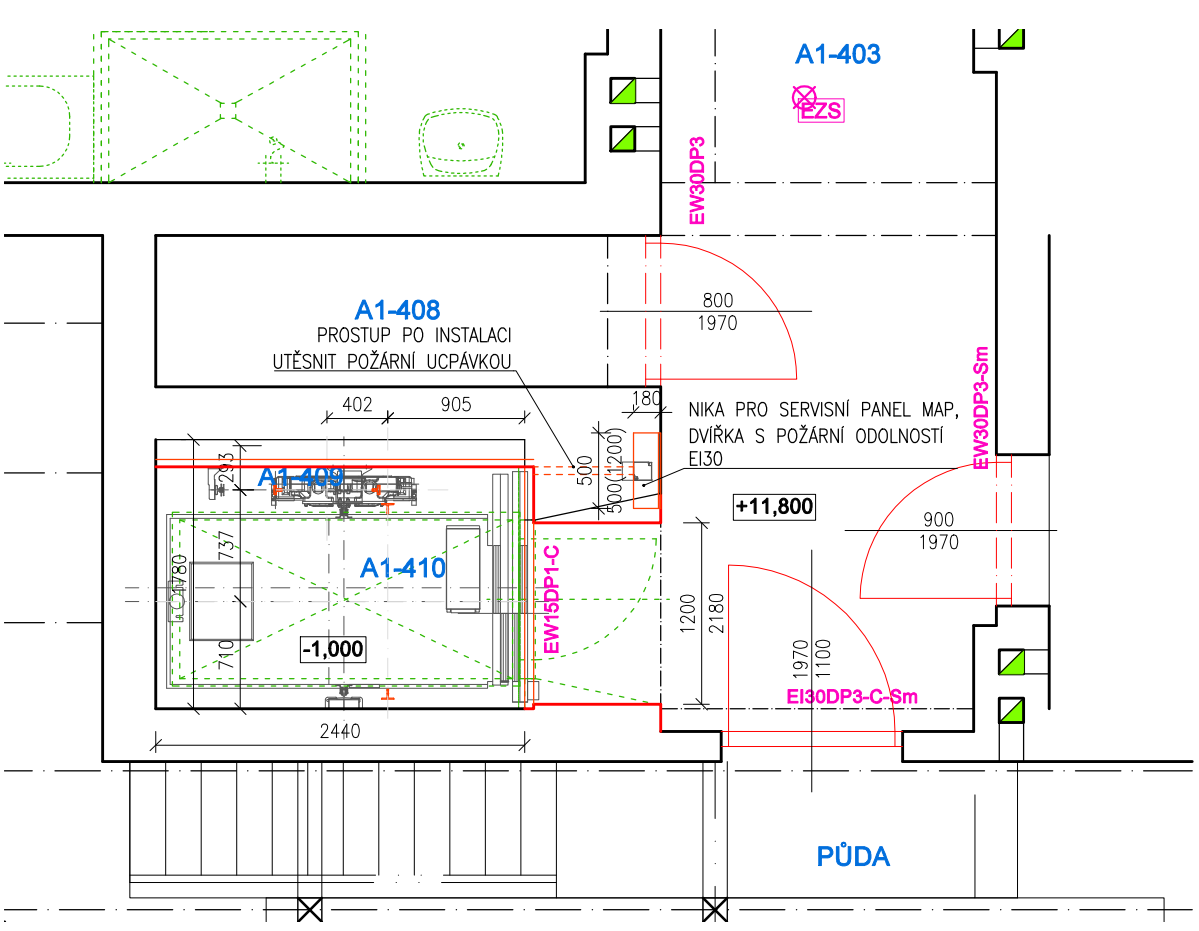 A1-403
EZS
EW30DP3
A1-408
PROSTUP PO INSTALACI
UTĚSNIT POŽÁRNÍ UCPÁVKOU
800
1970
402
905
180
NIKA PRO SERVISNÍ PANEL MAP,
DVÍŘKA S POŽÁRNÍ ODOLNOSTÍ
EI30
EW30DP3-Sm
500
500(1200)
293
A1-409
+11,800
900
1970
737
1780
A1-410
EW15DP1-C
1200
2180
710
-1,000
1970
1100
EI30DP3-C-Sm
2440
PŮDA